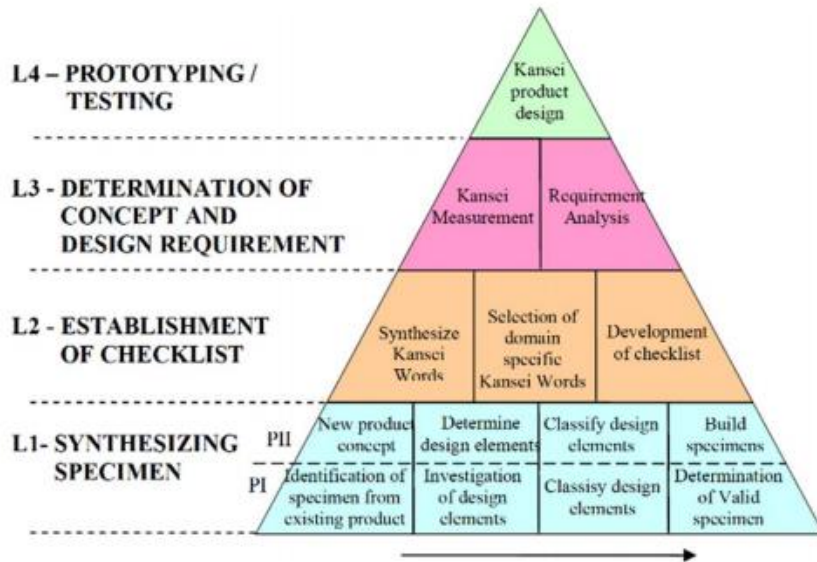 L4 – PROTOTYPING /
TESTING
Kansei
product
design
L3 - DETERMINATION OF
CONCEPT AND
DESIGN REQUIREMENT
Kansei
Measurement
Requirement
Analysis
L2 - ESTABLISHMENT
OF CHECKLIST
Synthesize
Kansei
Words
Selection of
domain
specific
Kansei Words
Development
of checklist
L1- SYNTHESIZING
SPECIMEN
PII
New product
concept
Determine
design elements
Classify design
elements
Build
specimens
PI
Identification of
specimen from
existing product
Investigation
of design
elements
Classisy design
elements
Determination
of Valid
specimen